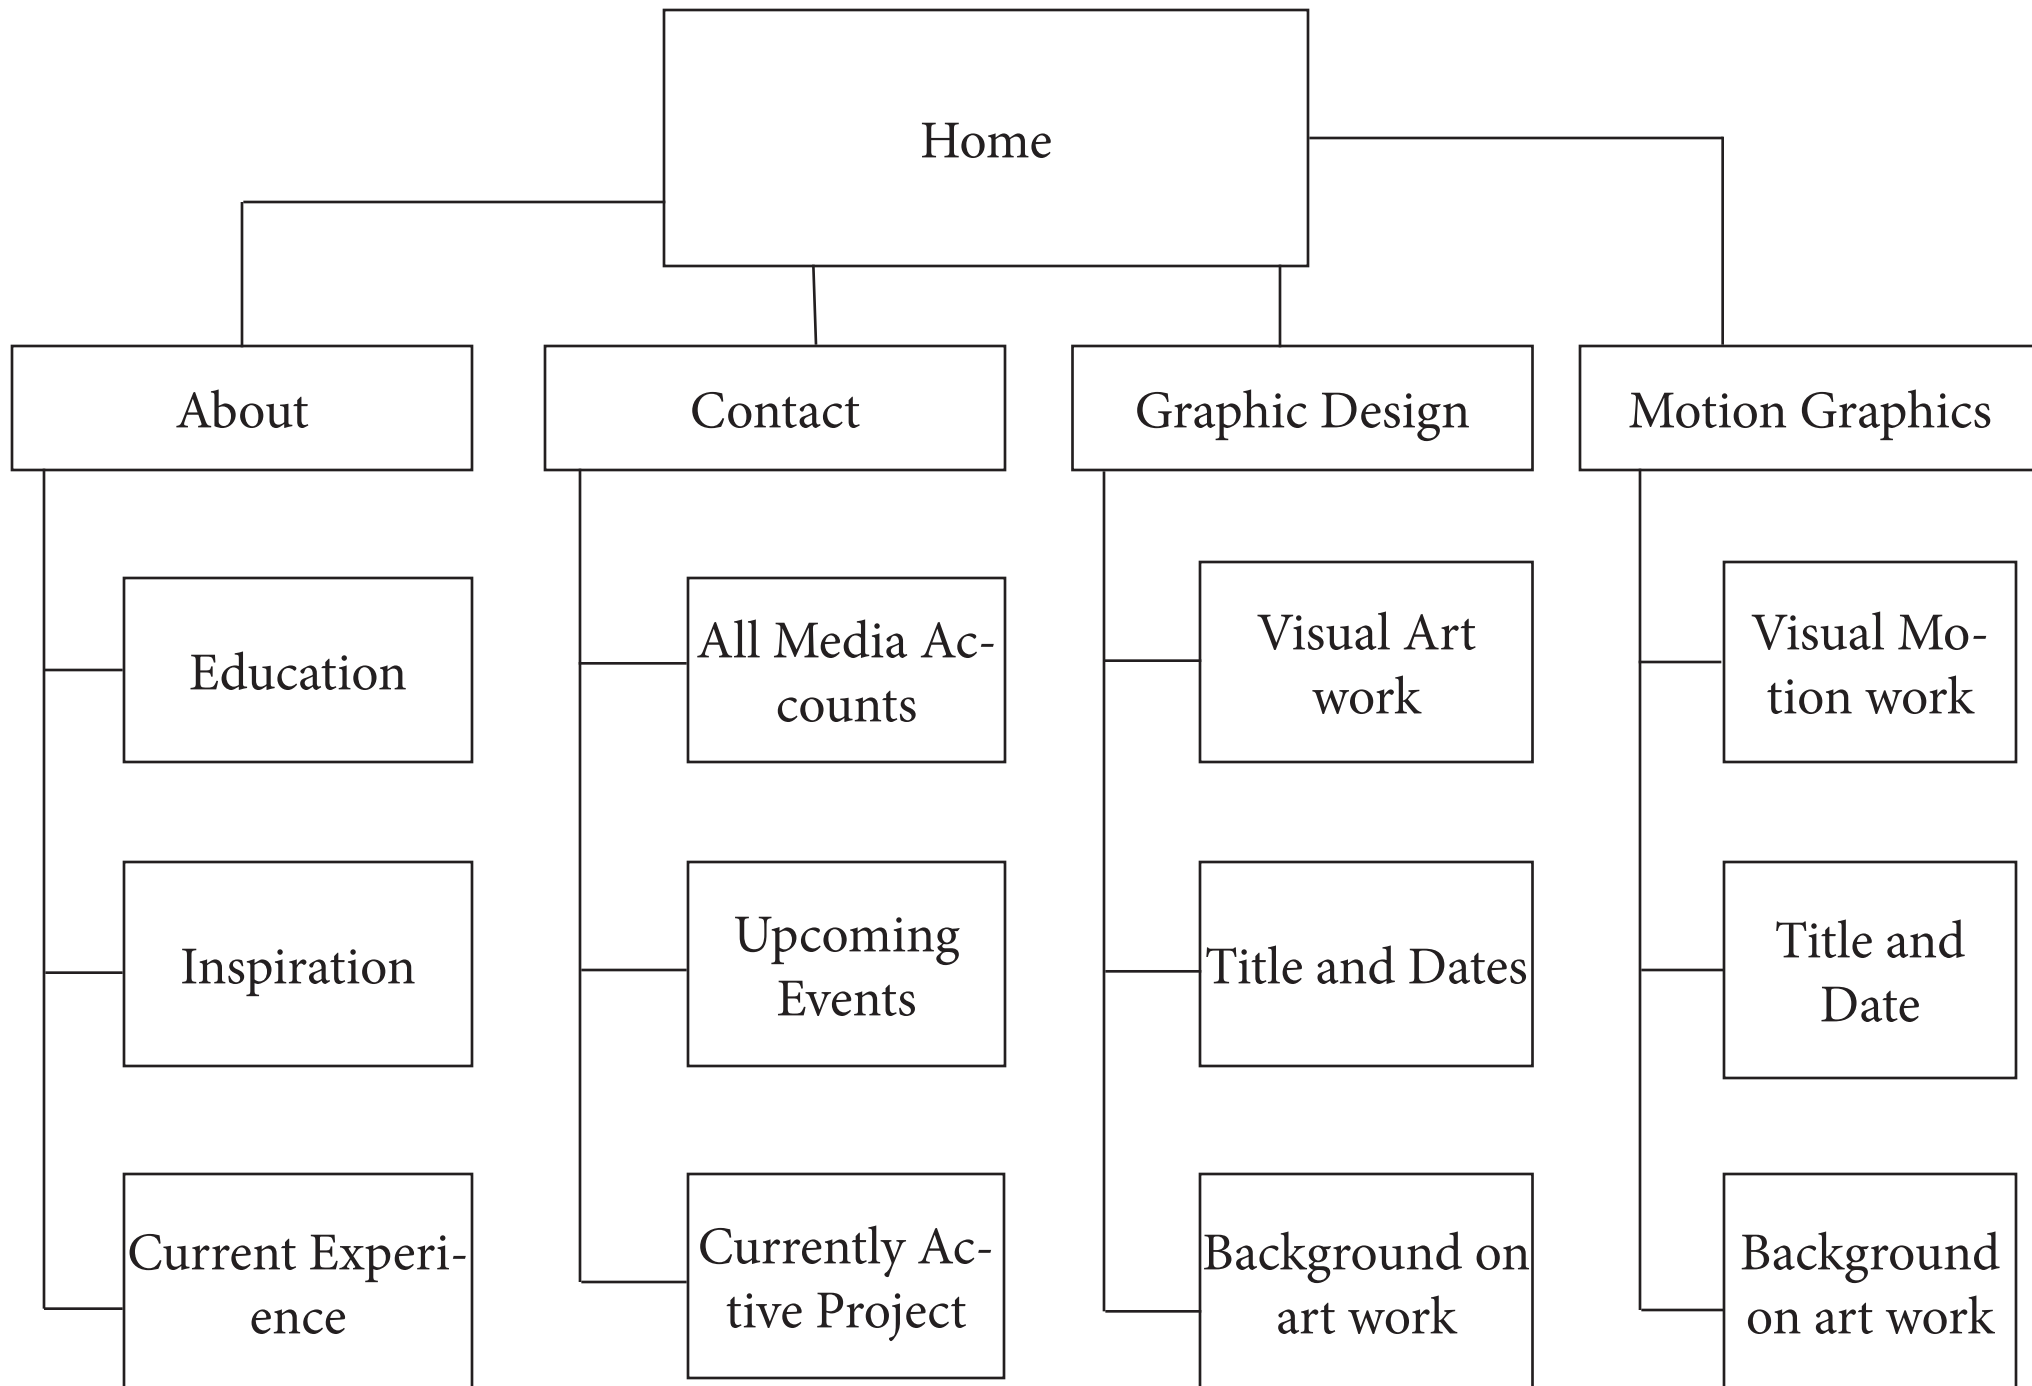 Home
About
Contact
Graphic Design
Motion Graphics
Education
All Media Ac-
counts
Visual Art
work
Visual Mo-
tion work
Inspiration
Upcoming
Events
Title and Dates
Title and
Date
Current Experi-
ence
Currently Ac-
tive Project
Background on
art work
Background
on art work